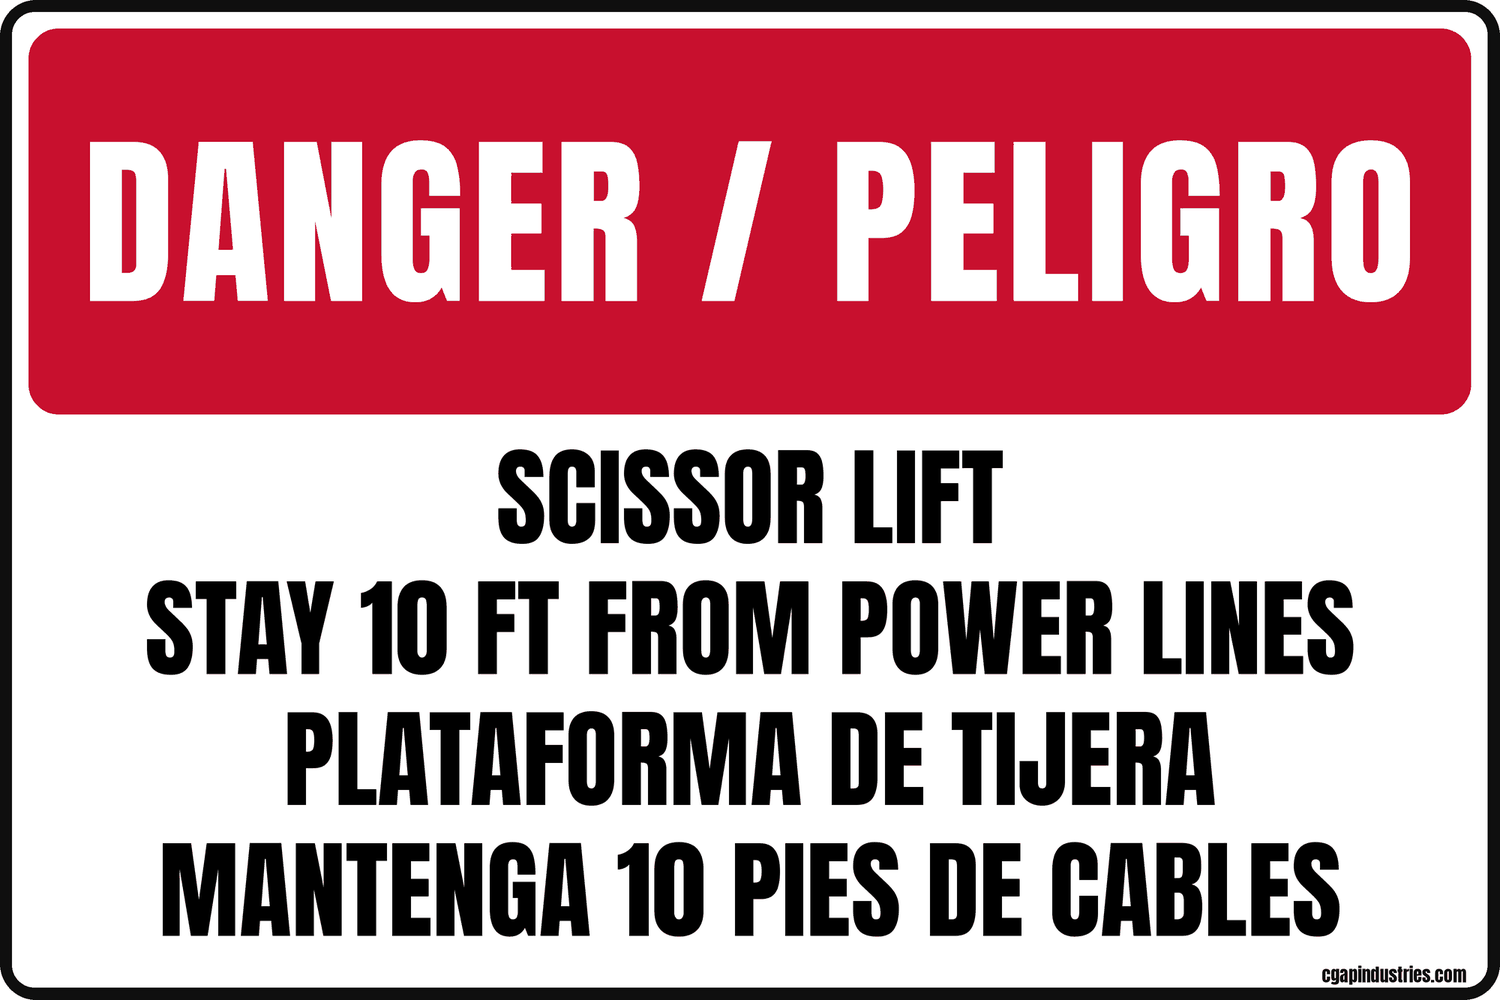 DANGER / PELIGRO
SCISSOR LIFT
STAY 10 FT FROM POWER LINES
PLATAFORMA DE TIJERA
MANTENGA 10 PIES DE CABLES
cgapindustries.com